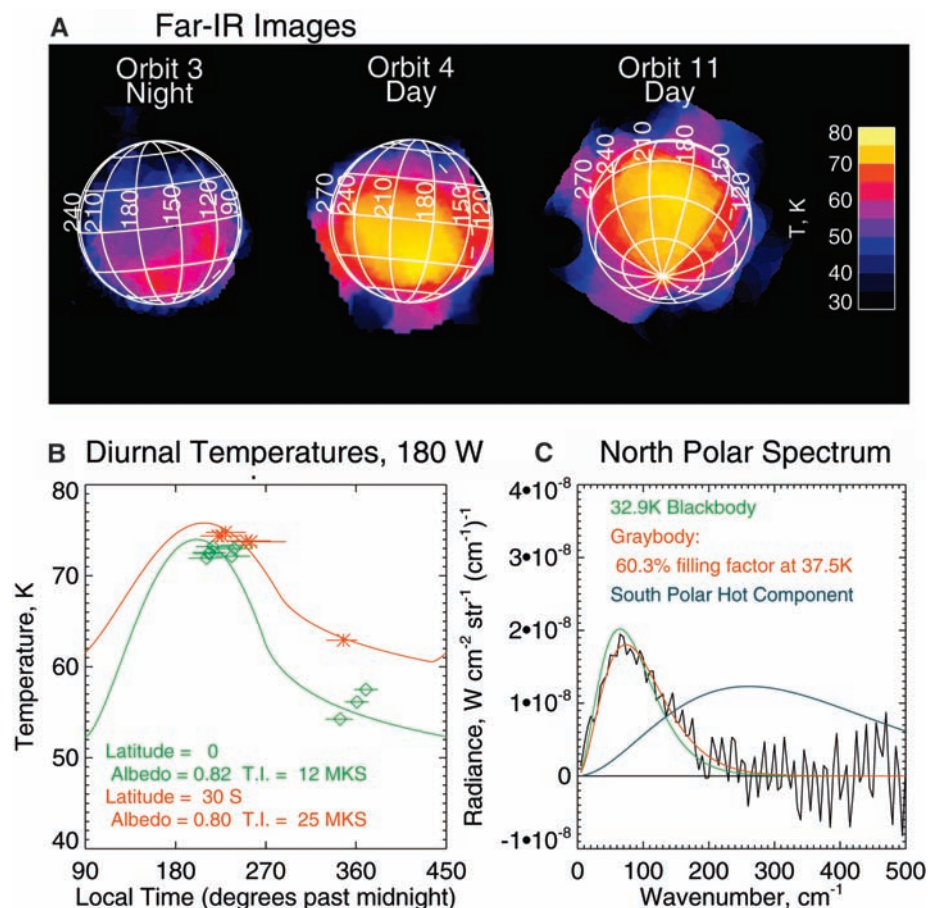 A Far-IR Images
Orbit 3
Night
Orbit 4
Day
Orbit 11
Day
240
210
180
150
120
90
270
240
210
180
150
120
270
240
210
180
150
120
80
70
60
50
40
30
T, K
B Diurnal Temperatures, 180 W
80
70
60
50
40
Temperature, K
Latitude = 0
Albedo = 0.82 T.I. = 12 MKS
Latitude = 30 S
Albedo = 0.80 T.I. = 25 MKS
90 180 270 360 450
Local Time (degrees past midnight)
C North Polar Spectrum
4•10⁻⁸
3•10⁻⁸
2•10⁻⁸
1•10⁻⁸
0
-1•10⁻⁸
Radiance, W cm⁻² str⁻¹ (cm⁻¹)⁻¹
32.9K Blackbody
Graybody:
60.3% filling factor at 37.5K
South Polar Hot Component
0 100 200 300 400 500
Wavenumber, cm⁻¹